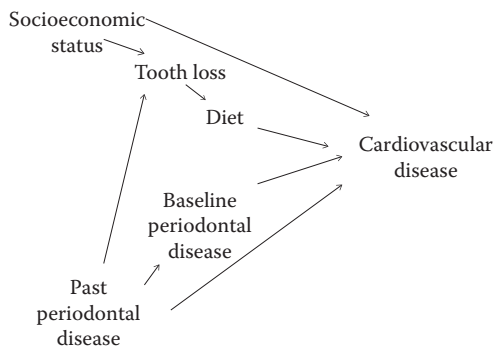 Socioeconomic
status
Tooth loss
Diet
Cardiovascular
disease
Baseline
periodontal
disease
Past
periodontal
disease